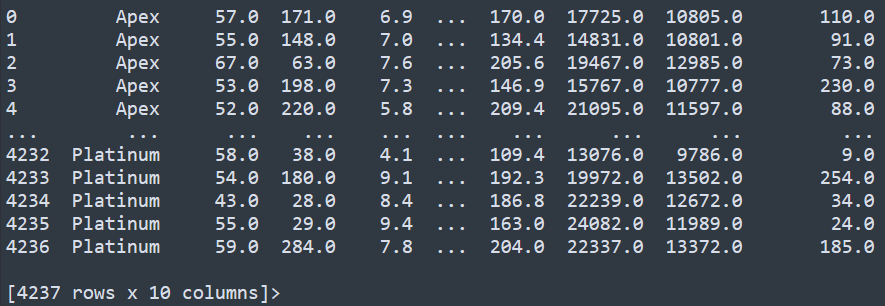 0 Apex 57.0 171.0 6.9 ... 170.0 17725.0 10805.0 110.0
1 Apex 55.0 148.0 7.0 ... 134.4 14831.0 10801.0 91.0
2 Apex 67.0 63.0 7.6 ... 205.6 19467.0 12985.0 73.0
3 Apex 53.0 198.0 7.3 ... 146.9 15767.0 10777.0 230.0
4 Apex 52.0 220.0 5.8 ... 209.4 21095.0 11597.0 88.0
... ... ... ... ... ... ... ... ... ...
4232 Platinum 58.0 38.0 4.1 ... 109.4 13076.0 9786.0 9.0
4233 Platinum 54.0 180.0 9.1 ... 192.3 19972.0 13502.0 254.0
4234 Platinum 43.0 28.0 8.4 ... 186.8 22239.0 12672.0 34.0
4235 Platinum 55.0 29.0 9.4 ... 163.0 24082.0 11989.0 24.0
4236 Platinum 59.0 284.0 7.8 ... 204.0 22337.0 13372.0 185.0
[4237 rows x 10 columns]>